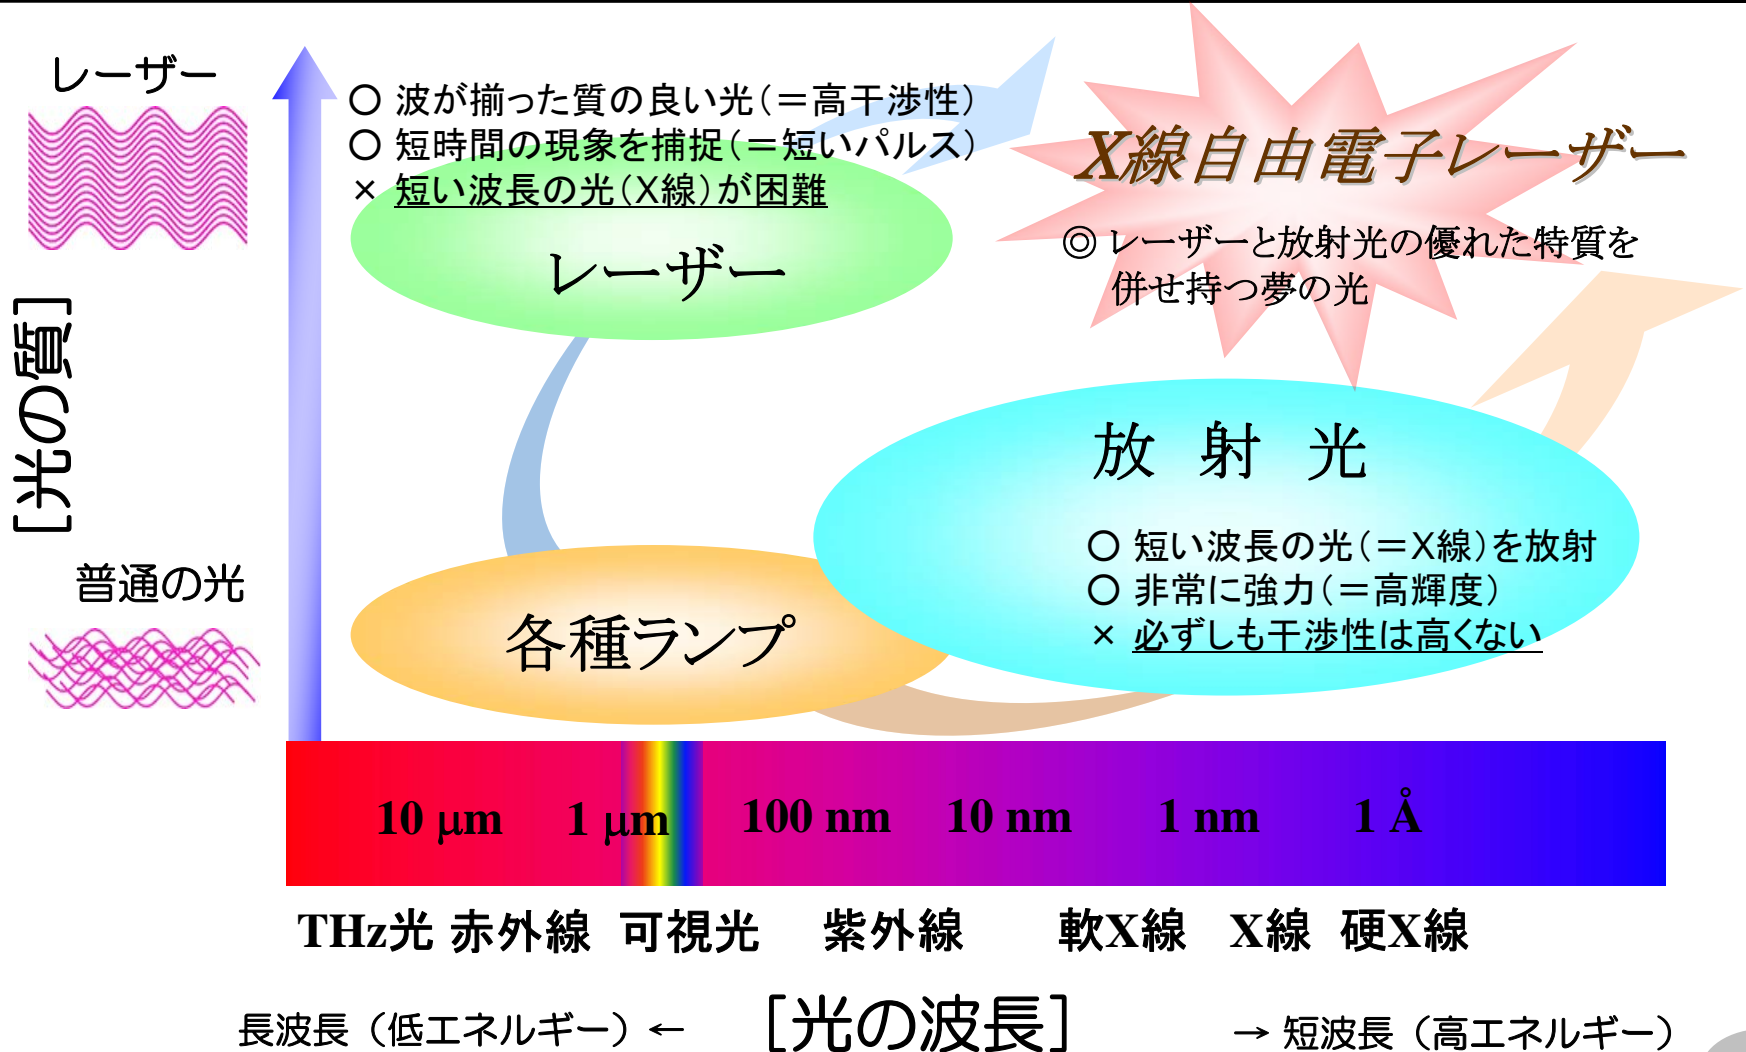 レーザー
○ 波が揃った質の良い光(＝高干渉性)
○ 短時間の現象を捕捉(＝短いパルス)
× 短い波長の光(X線)が困難
レーザー
X線自由電子レーザー
◎ レーザーと放射光の優れた特質を
併せ持つ夢の光
[光の質]
放 射 光
○ 短い波長の光(＝X線)を放射
○ 非常に強力(＝高輝度)
× 必ずしも干渉性は高くない
普通の光
各種ランプ
10 μm 1 μm 100 nm 10 nm 1 nm 1 Å
THz光 赤外線 可視光 紫外線 軟X線 X線 硬X線
長波長（低エネルギー）← [光の波長] → 短波長（高エネルギー）